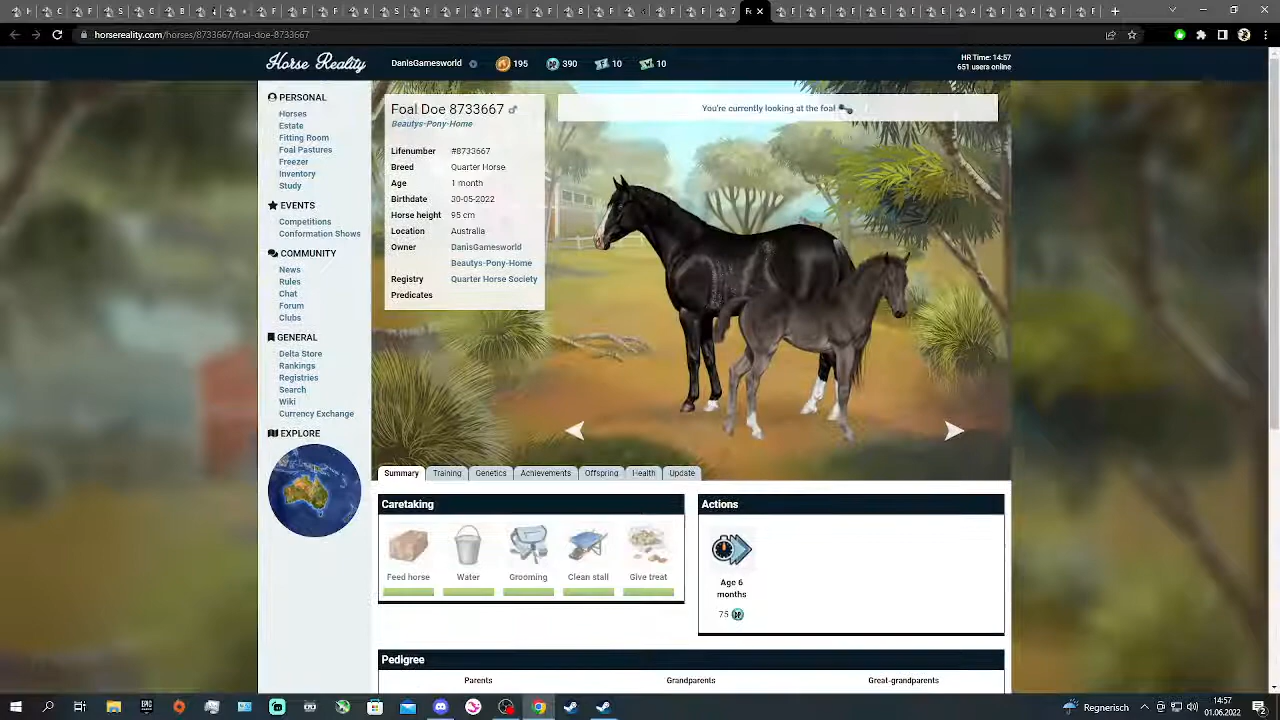 horsereality.com/horses/8733667/foal-doe-8733667
Horse Reality
DanisGamesworld 195 390 10 10
HR Time: 14:57
651 users online
PERSONAL
Horses
Estate
Fitting Room
Foal Pastures
Freezer
Inventory
Study
EVENTS
Competitions
Conformation Shows
COMMUNITY
News
Rules
Chat
Forum
Clubs
GENERAL
Delta Store
Rankings
Registries
Search
Wiki
Currency Exchange
EXPLORE
Foal Doe 8733667
Beautys-Pony-Home
Lifenumber #8733667
Breed Quarter Horse
Age 1 month
Birthdate 30-05-2022
Horse height 95 cm
Location Australia
Owner DanisGamesworld
Beautys-Pony-Home
Registry Quarter Horse Society
Predicates
You're currently looking at the foal
Summary Training Genetics Achievements Offspring Health Update
Caretaking
Feed horse Water Grooming Clean stall Give treat
Actions
Age 6
months
75
Pedigree
Parents Grandparents Great-grandparents
Regnerisch
14:57
01.06.2022